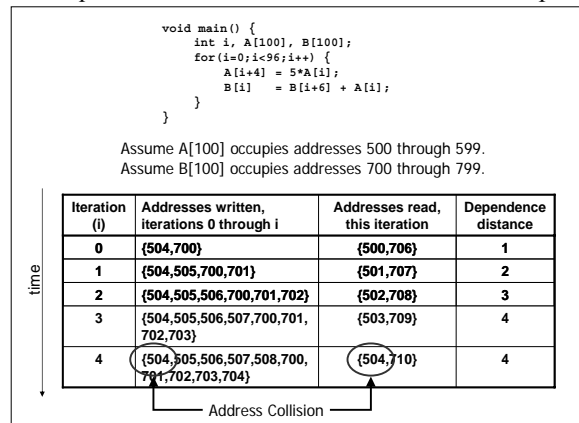 void main() {
int i, A[100], B[100];
for(i=0;i<96;i++) {
A[i+4] = 5*A[i];
B[i] = B[i+6] + A[i];
}
}
Assume A[100] occupies addresses 500 through 599.
Assume B[100] occupies addresses 700 through 799.
time
Iteration (i) | Addresses written, iterations 0 through i | Addresses read, this iteration | Dependence distance
0 {504,700} {500,706} 1
1 {504,505,700,701} {501,707} 2
2 {504,505,506,700,701,702} {502,708} 3
3 {504,505,506,507,700,701, {503,709} 4
702,703}
4 {504,505,506,507,508,700, {504,710} 4
701,702,703,704}
Address Collision